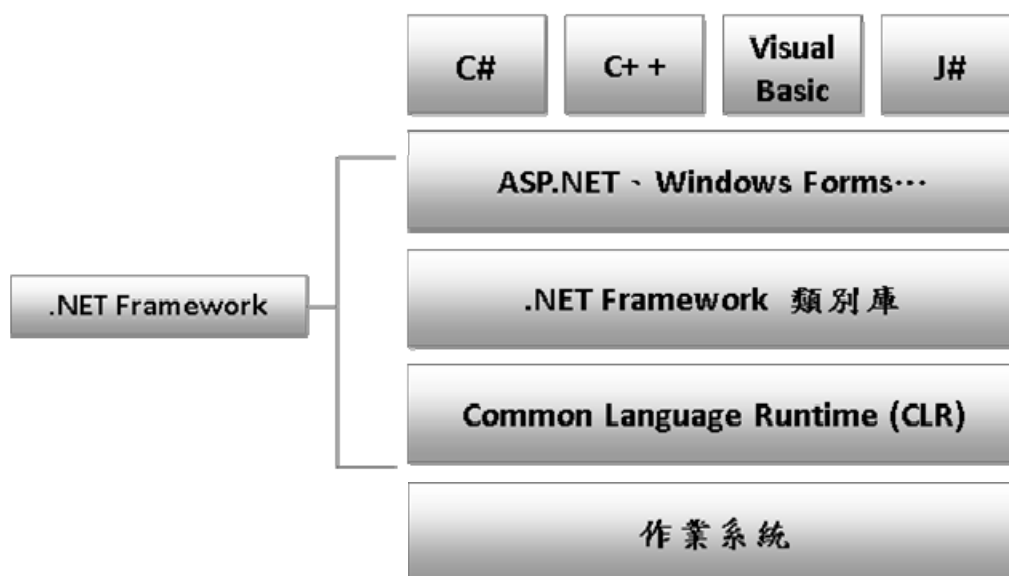 C#
C++
Visual
Basic
J#
ASP.NET、Windows Forms…
.NET Framework
.NET Framework 類別庫
Common Language Runtime (CLR)
作業系統